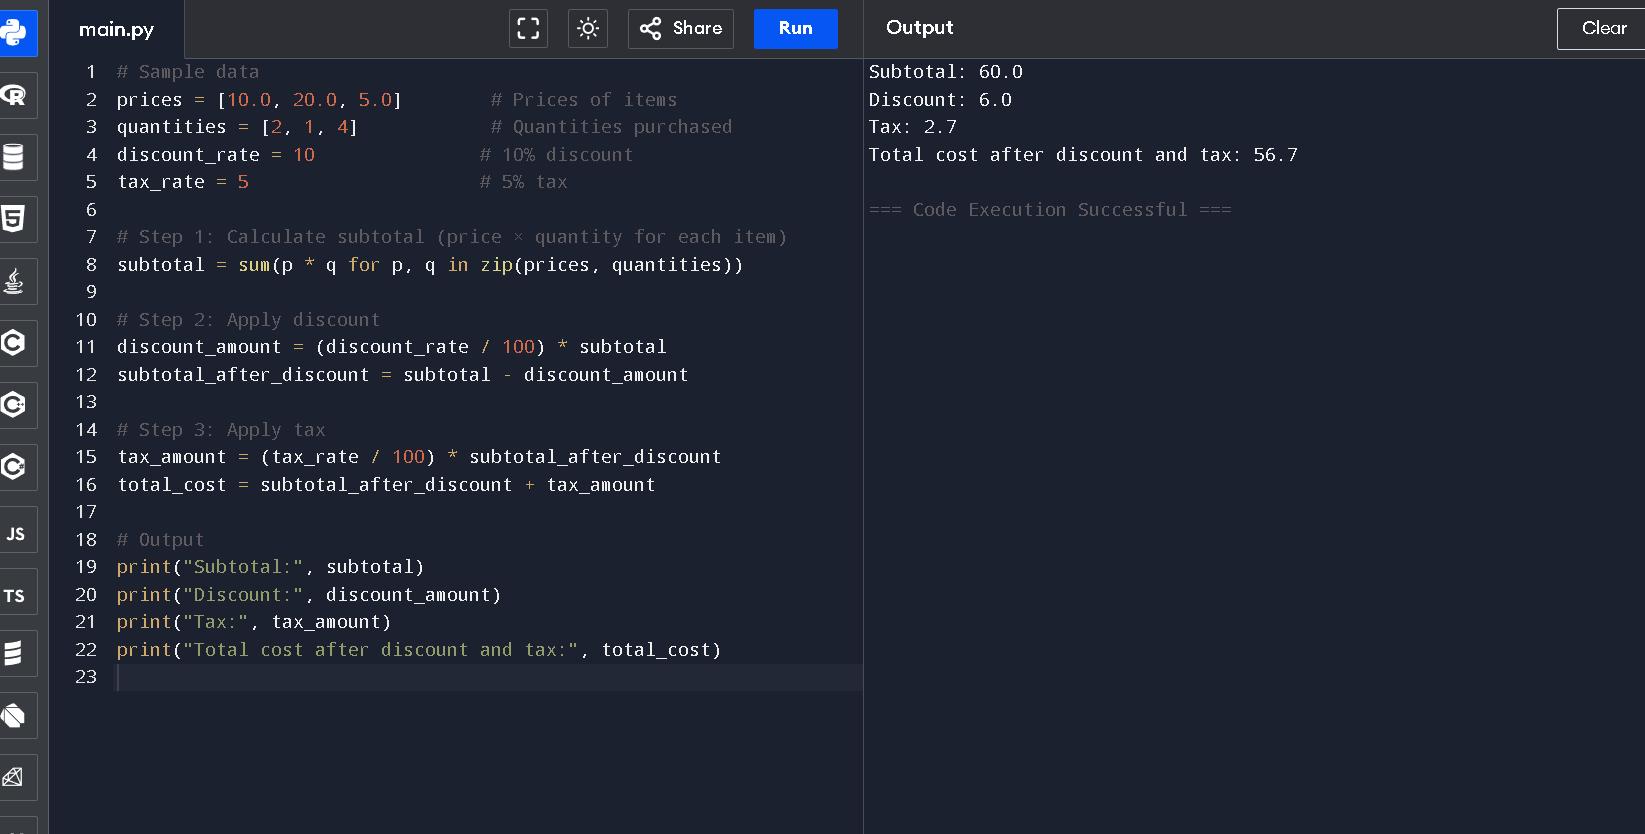 main.py
Share
Run
Output
Clear
1 # Sample data
2 prices = [10.0, 20.0, 5.0]        # Prices of items
3 quantities = [2, 1, 4]            # Quantities purchased
4 discount_rate = 10               # 10% discount
5 tax_rate = 5                     # 5% tax
6
7 # Step 1: Calculate subtotal (price × quantity for each item)
8 subtotal = sum(p * q for p, q in zip(prices, quantities))
9
10 # Step 2: Apply discount
11 discount_amount = (discount_rate / 100) * subtotal
12 subtotal_after_discount = subtotal - discount_amount
13
14 # Step 3: Apply tax
15 tax_amount = (tax_rate / 100) * subtotal_after_discount
16 total_cost = subtotal_after_discount + tax_amount
17
18 # Output
19 print("Subtotal:", subtotal)
20 print("Discount:", discount_amount)
21 print("Tax:", tax_amount)
22 print("Total cost after discount and tax:", total_cost)
23
Subtotal: 60.0
Discount: 6.0
Tax: 2.7
Total cost after discount and tax: 56.7
=== Code Execution Successful ===
R
5
C
C
C
JS
TS